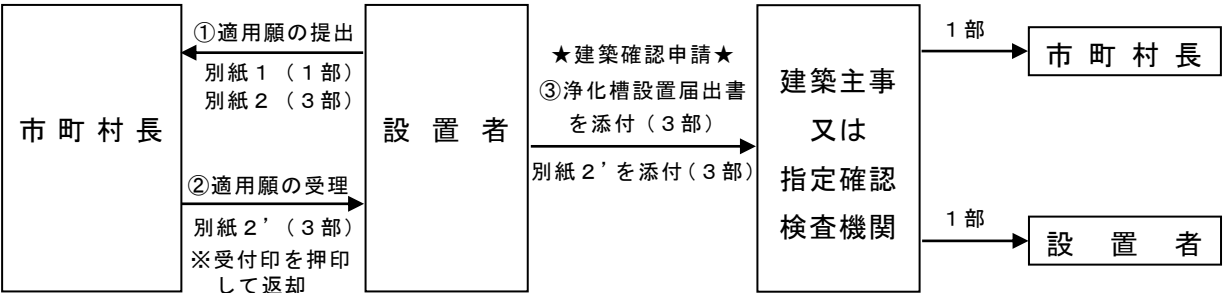 市町村長
①適用願の提出
別紙1(1部)
別紙2(3部)
②適用願の受理
別紙2’(3部)
※受付印を押印
して返却
設置者
★建築確認申請★
③浄化槽設置届出書
を添付(3部)
別紙2’を添付(3部)
建築主事
又は
指定確認
検査機関
1部
市町村長
1部
設置者